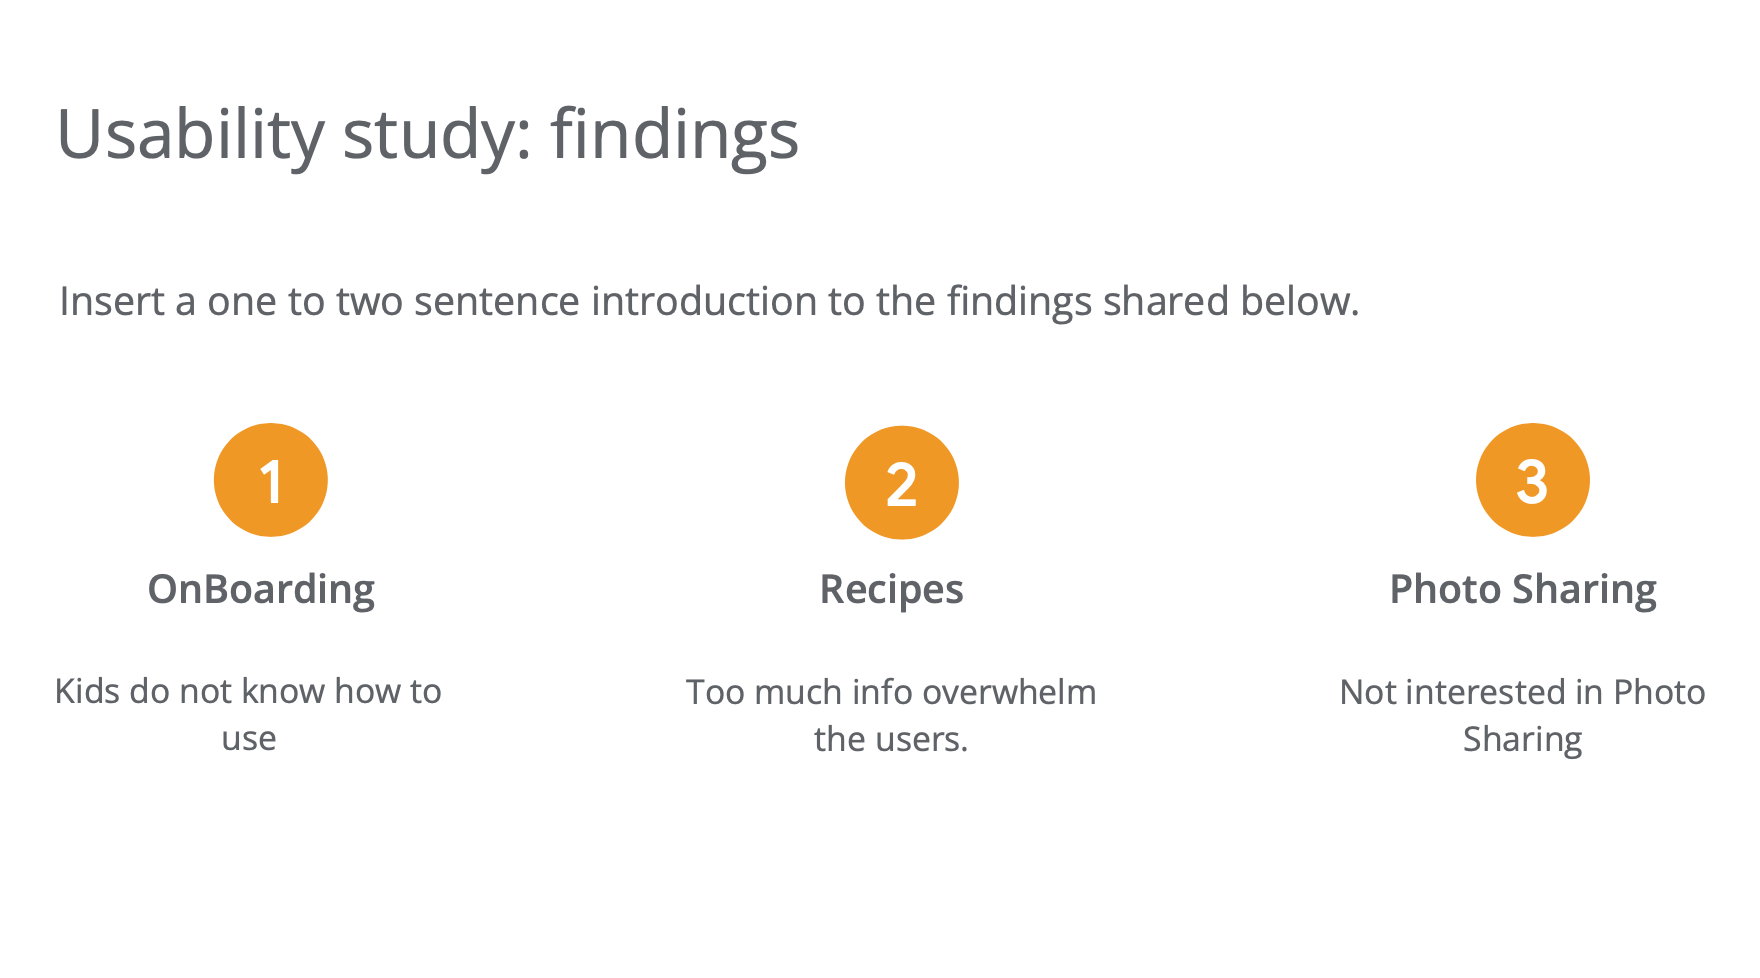 Usability study: findings
Insert a one to two sentence introduction to the findings shared below.
1
OnBoarding
Kids do not know how to
use
2
Recipes
Too much info overwhelm
the users.
3
Photo Sharing
Not interested in Photo
Sharing